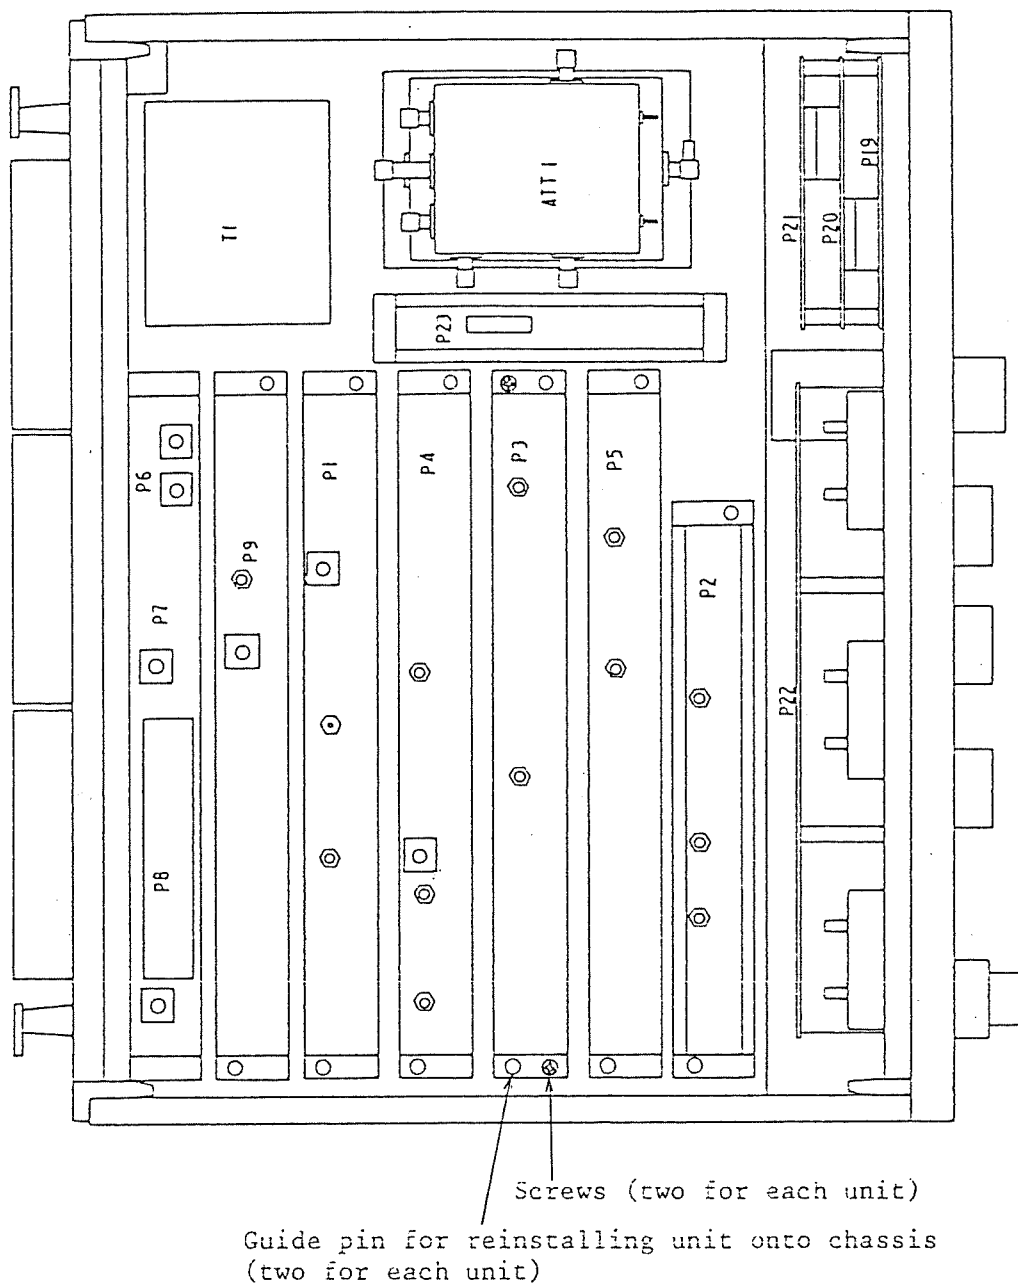 T1
ATT1
P19
P21
P20
P23
P6
P1
P4
P3
P5
P9
P2
P7
P22
P8
Screws (two for each unit)
Guide pin for reinstalling unit onto chassis
(two for each unit)